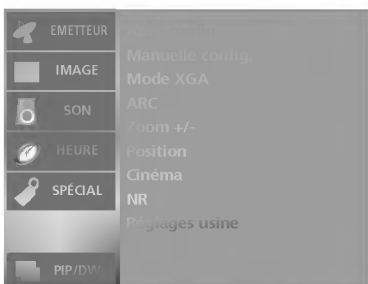 EMETTEUR
IMAGE
SON
HEURE
SPÉCIAL
PIP/DW
Manuelle config.
Mode XGA
ARC
Zoom +/-
Position
Cinéma
NR
Réglages usine